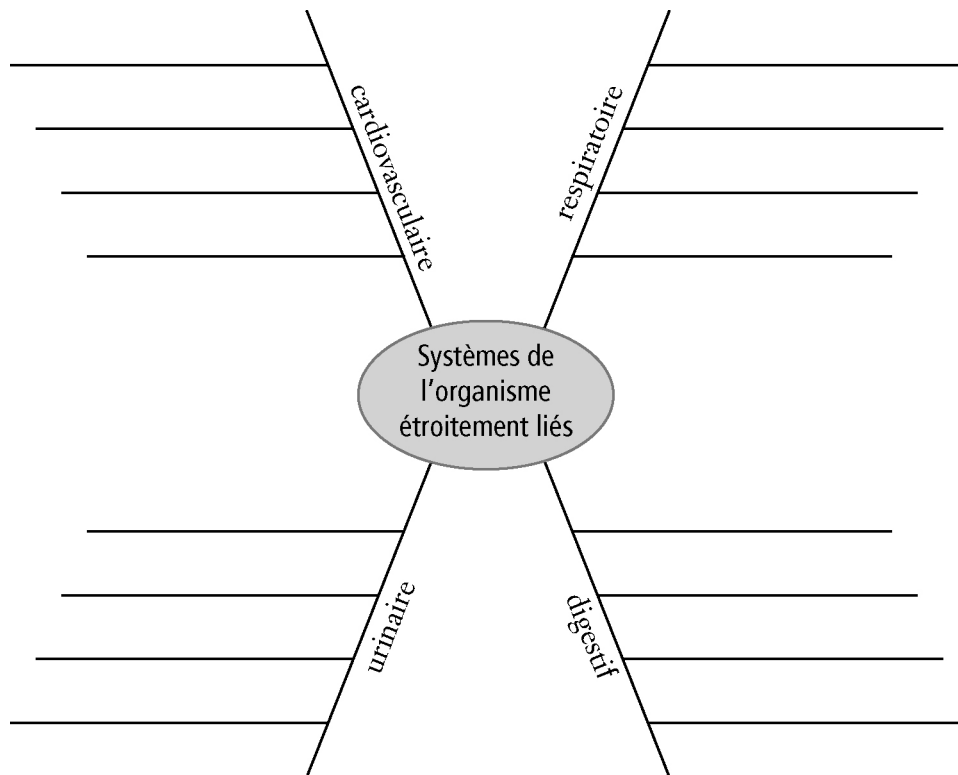 cardiovasculaire
respiratoire
Systèmes de
l'organisme
étroitement liés
urinaire
digestif